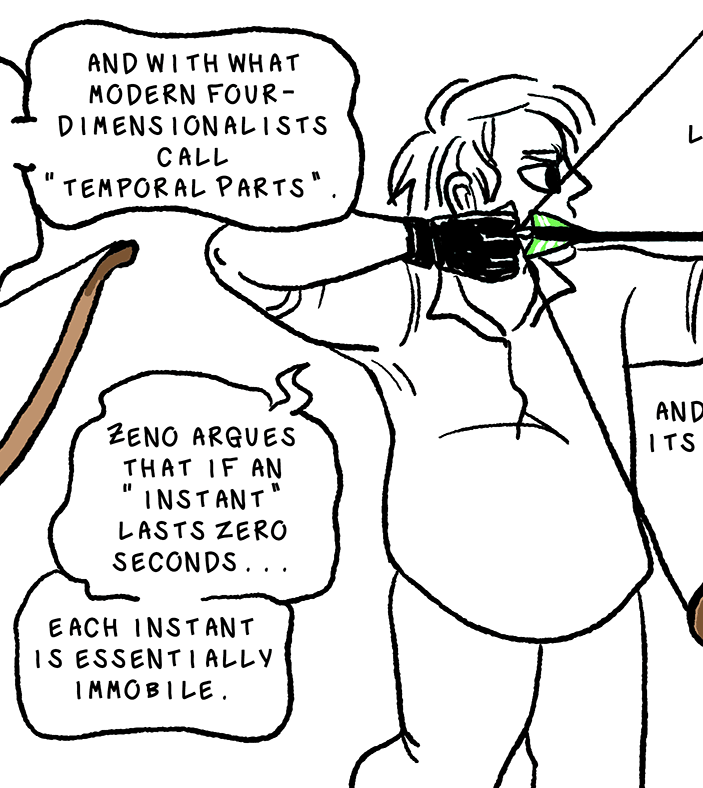 AND WITH WHAT
MODERN FOUR-
DIMENSIONALISTS
CALL
"TEMPORAL PARTS".
ZENO ARGUES
THAT IF AN
"INSTANT"
LASTS ZERO
SECONDS...
EACH INSTANT
IS ESSENTIALLY
IMMOBILE.
L
AND
ITS